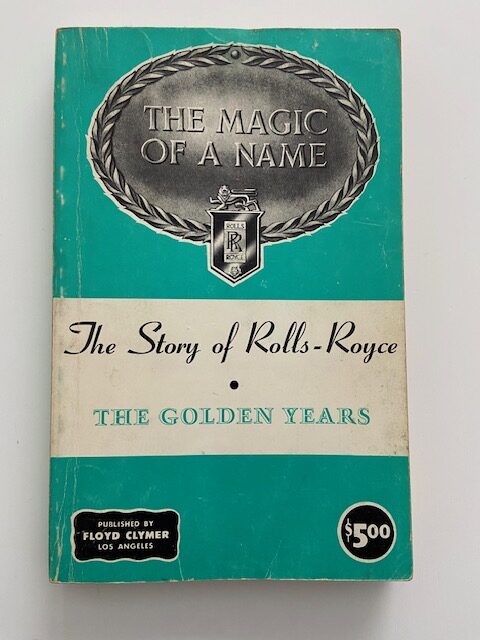 THE MAGIC
OF A NAME
ROLLS
RR
ROYCE
The Story of Rolls-Royce
•
THE GOLDEN YEARS
PUBLISHED BY
FLOYD CLYMER
LOS ANGELES
$5.00